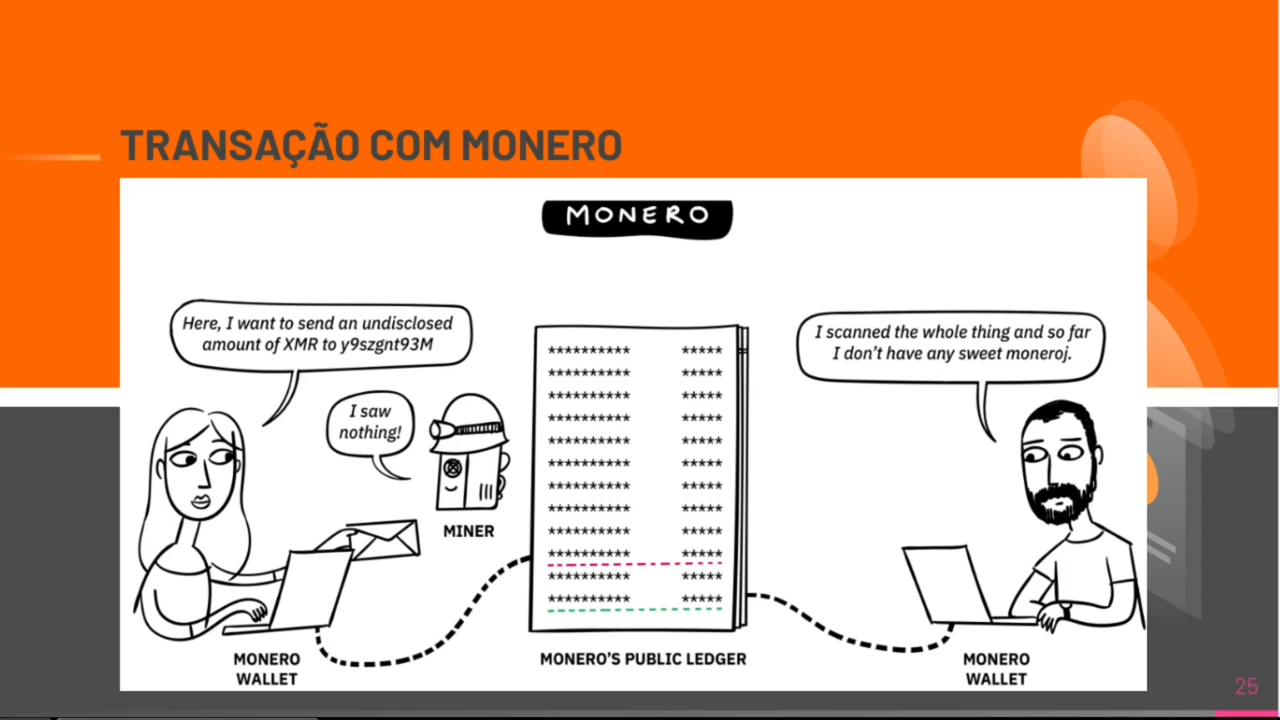 TRANSAÇÃO COM MONERO
MONERO
Here, I want to send an undisclosed
amount of XMR to y9szgnt93M
I saw
nothing!
MINER
I scanned the whole thing and so far
I don't have any sweet moneroj.
********** *****
********** *****
********** *****
********** *****
********** *****
********** *****
********** *****
********** *****
********** *****
********** *****
********** *****
********** *****
MONERO
WALLET
MONERO'S PUBLIC LEDGER
MONERO
WALLET
25